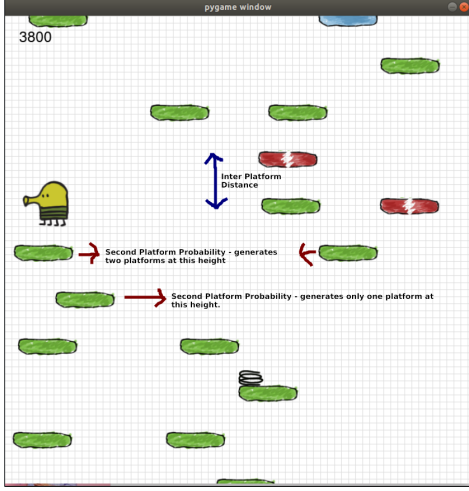 pygame window
3800
Inter Platform
Distance
Second Platform Probability - generates
two platforms at this height
Second Platform Probability - generates only one platform at
this height.